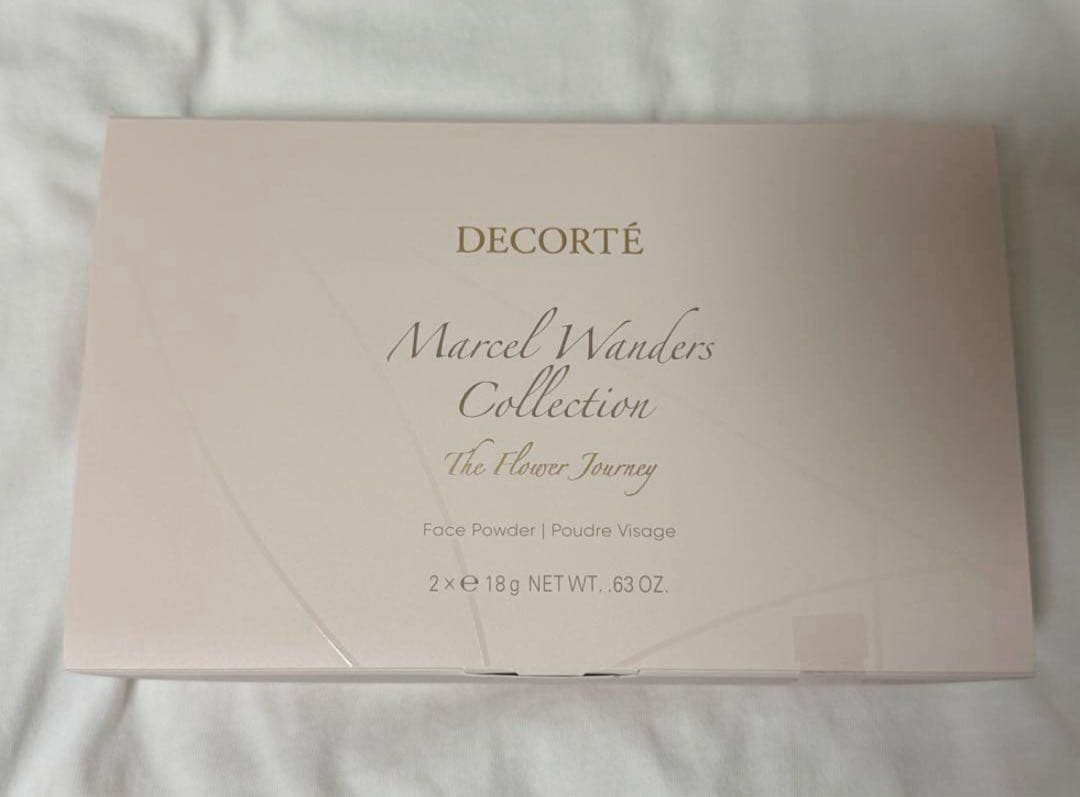 DECORTÉ
Marcel Wanders
Collection
The Flower Journey
Face Powder | Poudre Visage
2 × ℮ 18 g NET WT. .63 OZ.